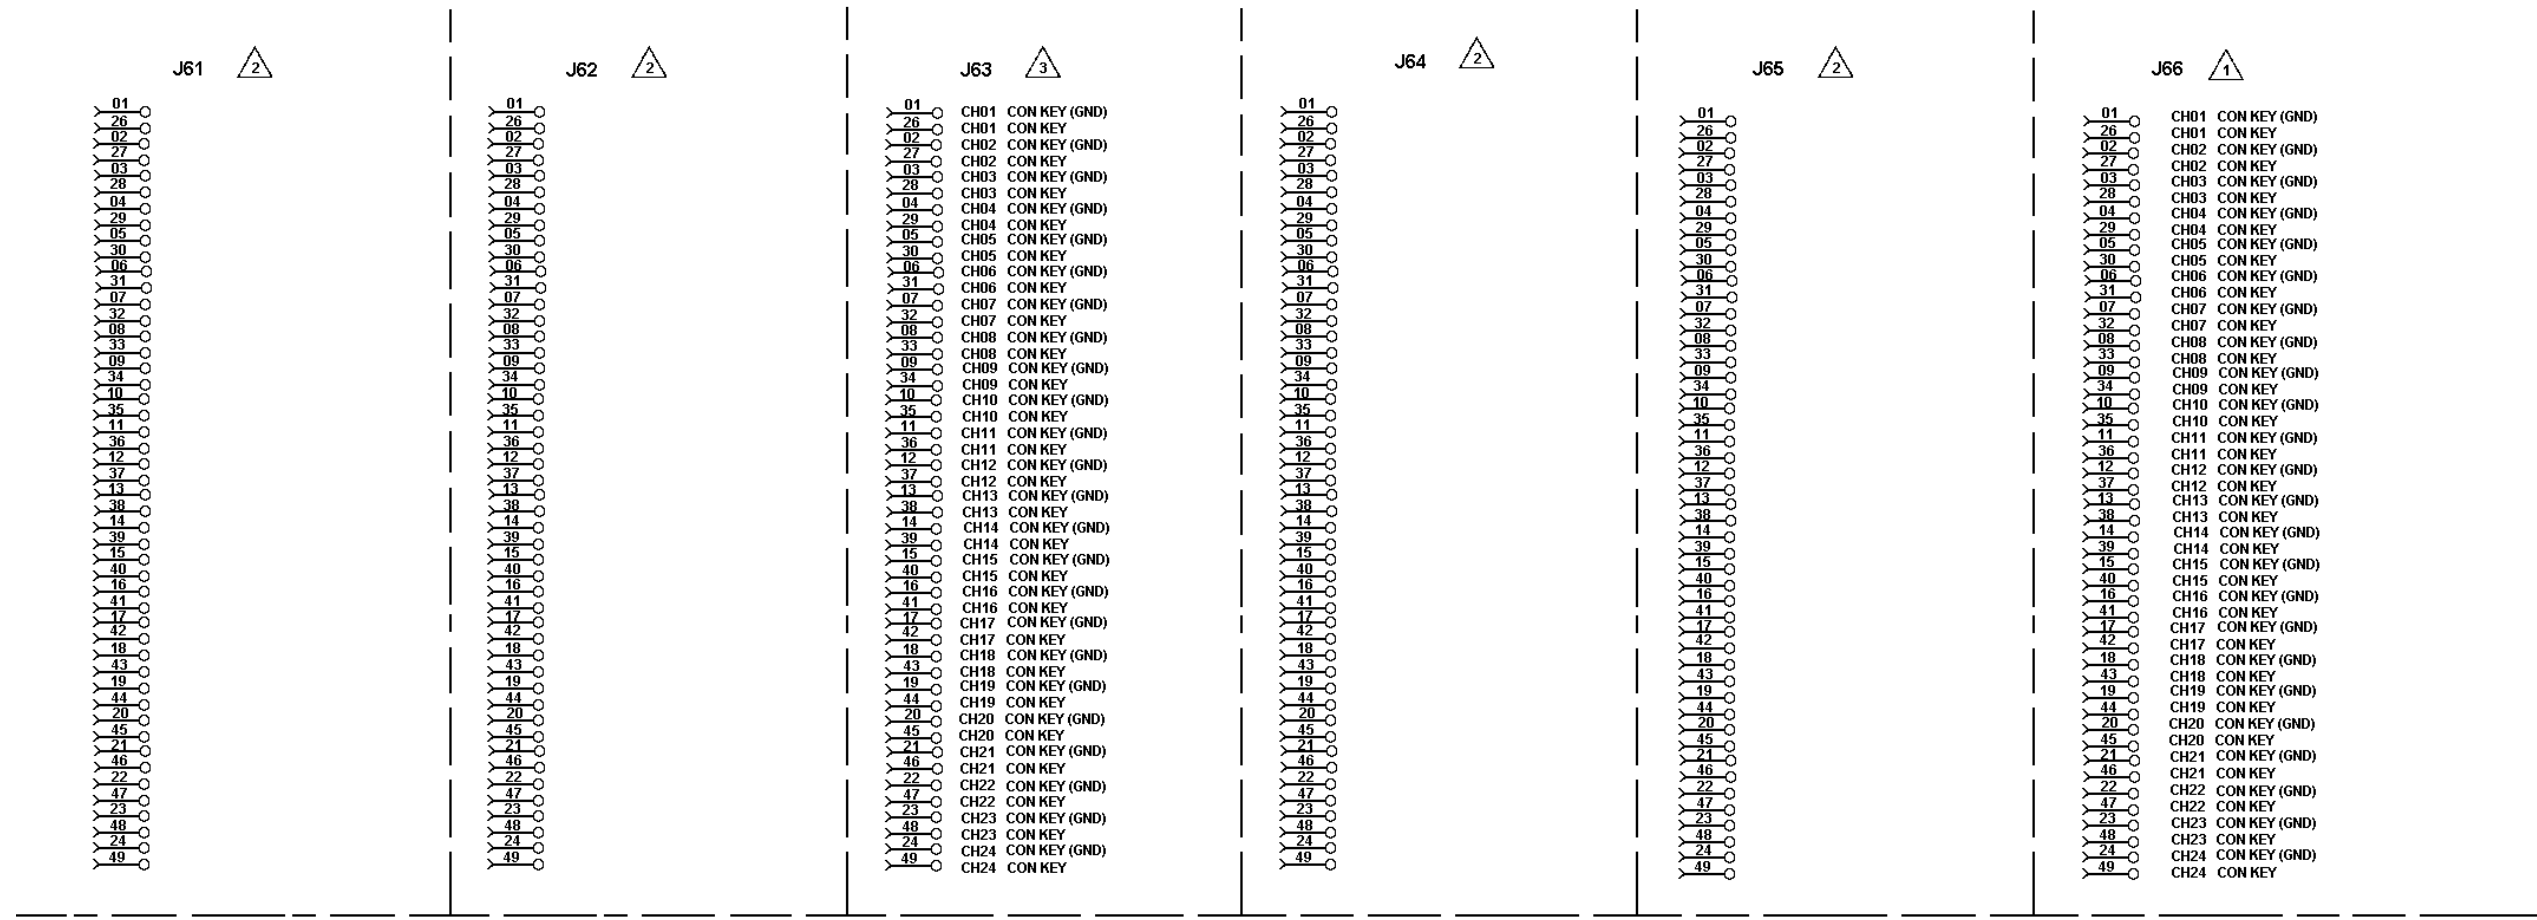 J61 2
01
26
02
27
03
28
04
29
05
30
06
31
07
32
08
33
09
34
10
35
11
36
12
37
13
38
14
39
15
40
16
41
17
42
18
43
19
44
20
45
21
46
22
47
23
48
24
49
J62 2
01
26
02
27
03
28
04
29
05
30
06
31
07
32
08
33
09
34
10
35
11
36
12
37
13
38
14
39
15
40
16
41
17
42
18
43
19
44
20
45
21
46
22
47
23
48
24
49
J63 3
01 CH01 CON KEY (GND)
26 CH01 CON KEY
02 CH02 CON KEY (GND)
27 CH02 CON KEY
03 CH03 CON KEY (GND)
28 CH03 CON KEY
04 CH04 CON KEY (GND)
29 CH04 CON KEY
05 CH05 CON KEY (GND)
30 CH05 CON KEY
06 CH06 CON KEY (GND)
31 CH06 CON KEY
07 CH07 CON KEY (GND)
32 CH07 CON KEY
08 CH08 CON KEY (GND)
33 CH08 CON KEY
09 CH09 CON KEY (GND)
34 CH09 CON KEY
10 CH10 CON KEY (GND)
35 CH10 CON KEY
11 CH11 CON KEY (GND)
36 CH11 CON KEY
12 CH12 CON KEY (GND)
37 CH12 CON KEY
13 CH13 CON KEY (GND)
38 CH13 CON KEY
14 CH14 CON KEY (GND)
39 CH14 CON KEY
15 CH15 CON KEY (GND)
40 CH15 CON KEY
16 CH16 CON KEY (GND)
41 CH16 CON KEY
17 CH17 CON KEY (GND)
42 CH17 CON KEY
18 CH18 CON KEY (GND)
43 CH18 CON KEY
19 CH19 CON KEY (GND)
44 CH19 CON KEY
20 CH20 CON KEY (GND)
45 CH20 CON KEY
21 CH21 CON KEY (GND)
46 CH21 CON KEY
22 CH22 CON KEY (GND)
47 CH22 CON KEY
23 CH23 CON KEY (GND)
48 CH23 CON KEY
24 CH24 CON KEY (GND)
49 CH24 CON KEY
J64 2
01
26
02
27
03
28
04
29
05
30
06
31
07
32
08
33
09
34
10
35
11
36
12
37
13
38
14
39
15
40
16
41
17
42
18
43
19
44
20
45
21
46
22
47
23
48
24
49
J65 2
01
26
02
27
03
28
04
29
05
30
06
31
07
32
08
33
09
34
10
35
11
36
12
37
13
38
14
39
15
40
16
41
17
42
18
43
19
44
20
45
21
46
22
47
23
48
24
49
J66 1
01 CH01 CON KEY (GND)
26 CH01 CON KEY
02 CH02 CON KEY (GND)
27 CH02 CON KEY
03 CH03 CON KEY (GND)
28 CH03 CON KEY
04 CH04 CON KEY (GND)
29 CH04 CON KEY
05 CH05 CON KEY (GND)
30 CH05 CON KEY
06 CH06 CON KEY (GND)
31 CH06 CON KEY
07 CH07 CON KEY (GND)
32 CH07 CON KEY
08 CH08 CON KEY (GND)
33 CH08 CON KEY
09 CH09 CON KEY (GND)
34 CH09 CON KEY
10 CH10 CON KEY (GND)
35 CH10 CON KEY
11 CH11 CON KEY (GND)
36 CH11 CON KEY
12 CH12 CON KEY (GND)
37 CH12 CON KEY
13 CH13 CON KEY (GND)
38 CH13 CON KEY
14 CH14 CON KEY (GND)
39 CH14 CON KEY
15 CH15 CON KEY (GND)
40 CH15 CON KEY
16 CH16 CON KEY (GND)
41 CH16 CON KEY
17 CH17 CON KEY (GND)
42 CH17 CON KEY
18 CH18 CON KEY (GND)
43 CH18 CON KEY
19 CH19 CON KEY (GND)
44 CH19 CON KEY
20 CH20 CON KEY (GND)
45 CH20 CON KEY
21 CH21 CON KEY (GND)
46 CH21 CON KEY
22 CH22 CON KEY (GND)
47 CH22 CON KEY
23 CH23 CON KEY (GND)
48 CH23 CON KEY
24 CH24 CON KEY (GND)
49 CH24 CON KEY